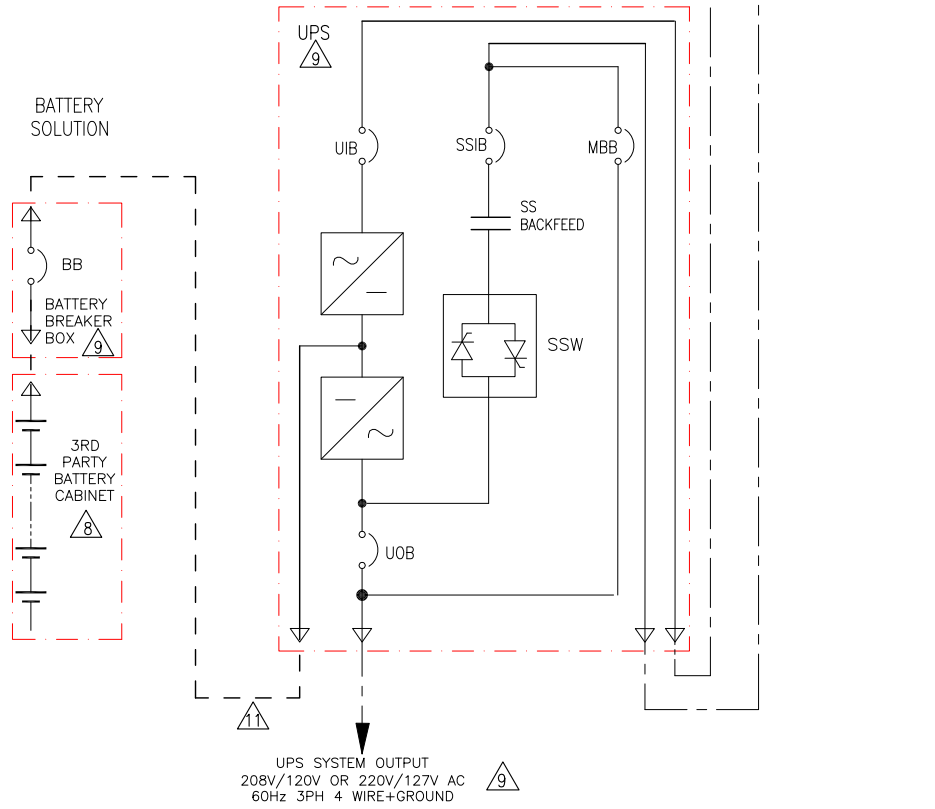 UPS
9
BATTERY
SOLUTION
UIB
SSIB
MBB
SS
BACKFEED
BB
BATTERY
BREAKER
BOX
9
SSW
3RD
PARTY
BATTERY
CABINET
8
UOB
11
UPS SYSTEM OUTPUT
208V/120V OR 220V/127V AC
60Hz 3PH 4 WIRE+GROUND
9